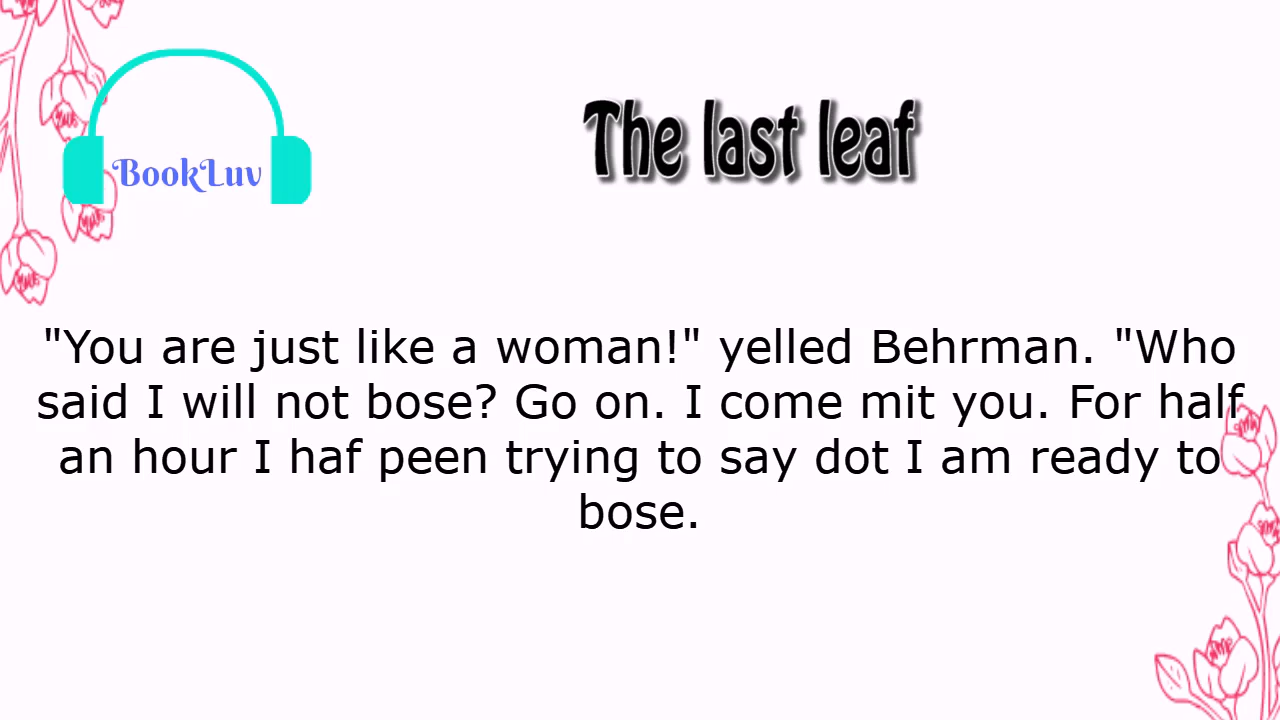 The last leaf
BookLuv
"You are just like a woman!" yelled Behrman. "Who
said I will not bose? Go on. I come mit you. For half
an hour I haf peen trying to say dot I am ready to
bose.